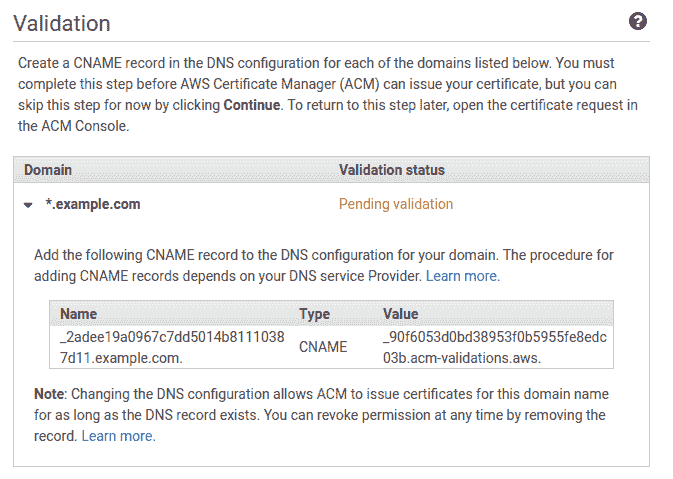 Validation
Create a CNAME record in the DNS configuration for each of the domains listed below. You must
complete this step before AWS Certificate Manager (ACM) can issue your certificate, but you can
skip this step for now by clicking Continue. To return to this step later, open the certificate request in
the ACM Console.
Domain Validation status
*.example.com Pending validation
Add the following CNAME record to the DNS configuration for your domain. The procedure for
adding CNAME records depends on your DNS service Provider. Learn more.
Name Type Value
_2adee19a0967c7dd5014b8111038 CNAME _90f6053d0bd38953f0b5955fe8edc
7d11.example.com. 03b.acm-validations.aws.
Note: Changing the DNS configuration allows ACM to issue certificates for this domain name
for as long as the DNS record exists. You can revoke permission at any time by removing the
record. Learn more.